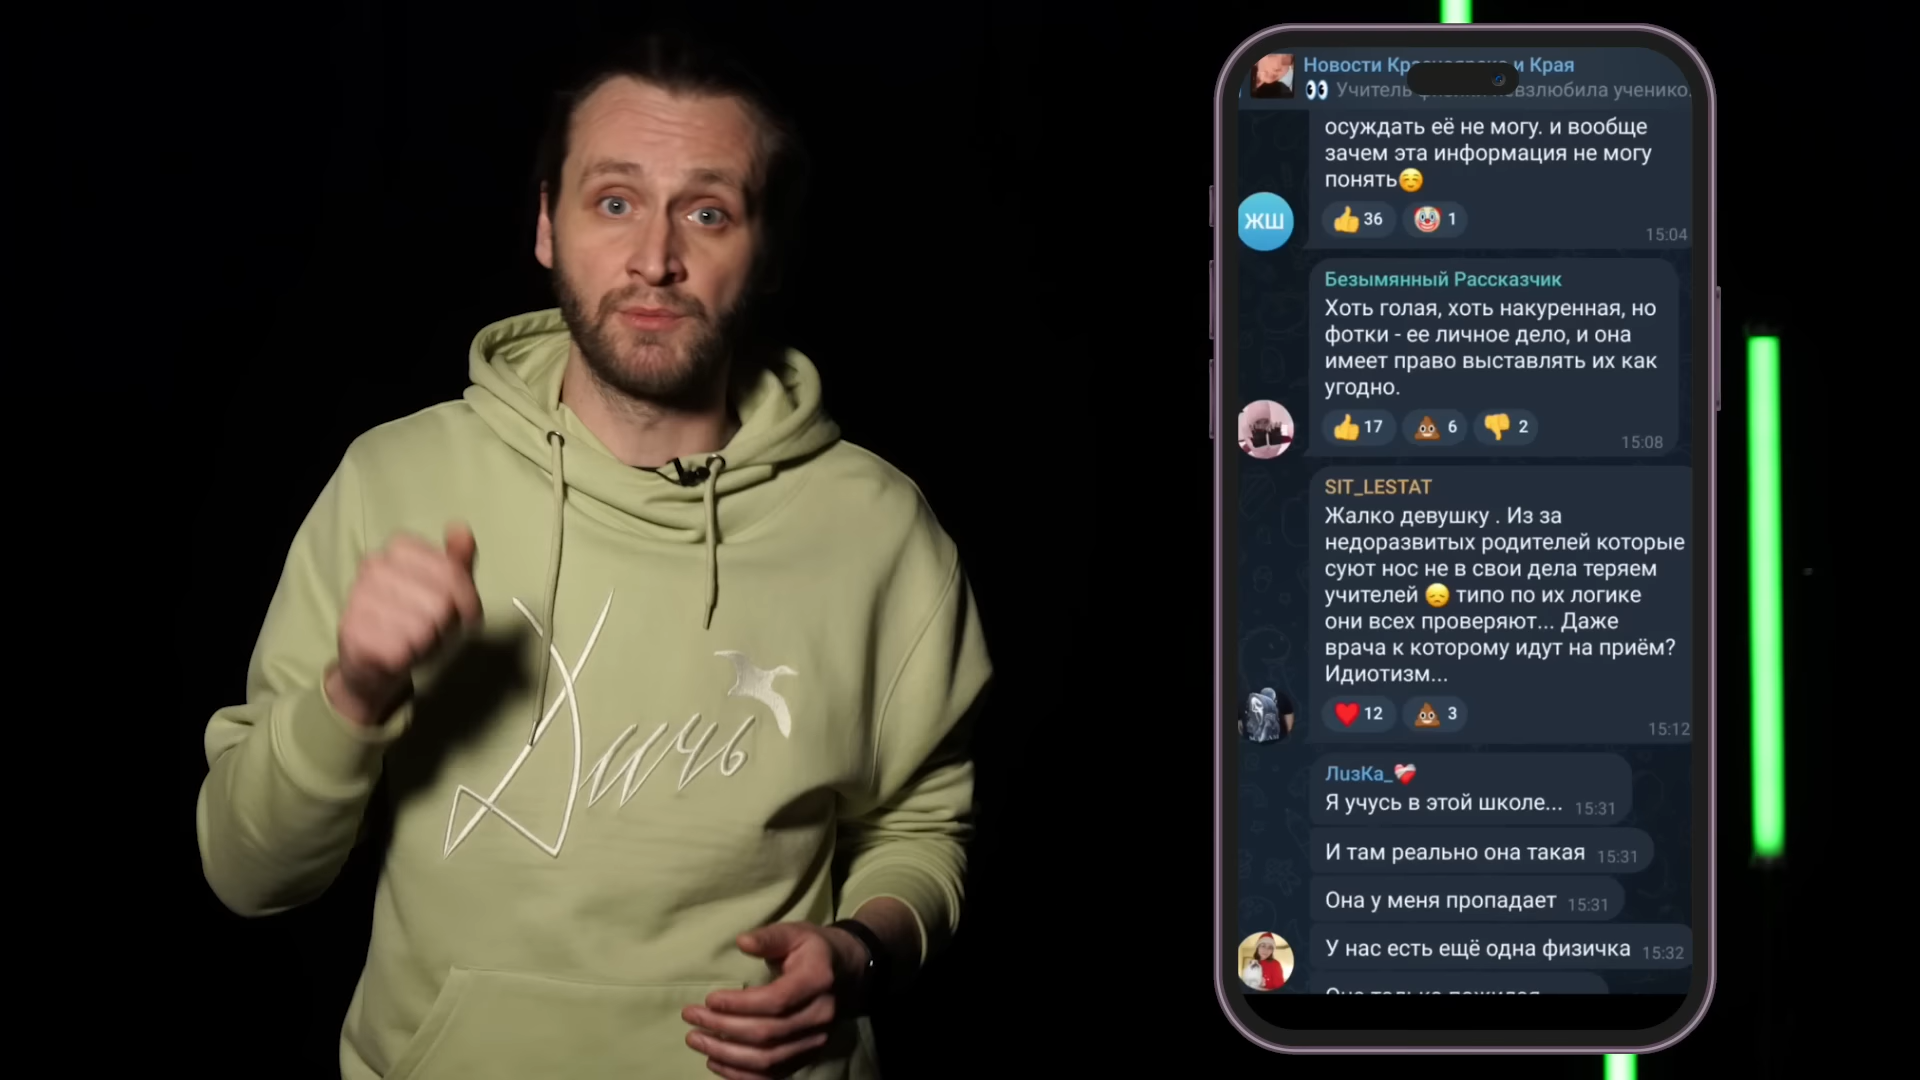 Дичь
Новости Кр и Края
👀 Учитель взлюбила ученико
осуждать её не могу. и вообще
зачем эта информация не могу
понять☺️
👍 36 🤡 1
15:04
ЖШ
Безымянный Рассказчик
Хоть голая, хоть накуренная, но
фотки - ее личное дело, и она
имеет право выставлять их как
угодно.
👍 17 💩 6 👎 2
15:08
SIT_LESTAT
Жалко девушку . Из за
недоразвитых родителей которые
суют нос не в свои дела теряем
учителей 😞 типо по их логике
они всех проверяют... Даже
врача к которому идут на приём?
Идиотизм...
❤️ 12 💩 3
15:12
ЛизКа_❤️‍🩹
Я учусь в этой школе... 15:31
И там реально она такая 15:31
Она у меня пропадает 15:31
У нас есть ещё одна физичка 15:32